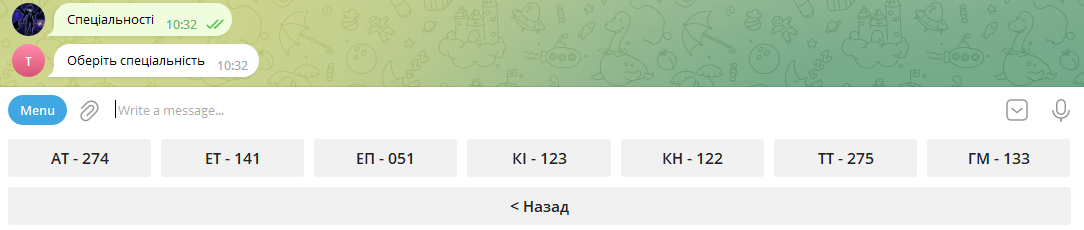 Спеціальності 10:32
T
Оберіть спеціальність 10:32
Menu Write a message...
АТ - 274 ЕТ - 141 ЕП - 051 КІ - 123 КН - 122 ТТ - 275 ГМ - 133
< Назад